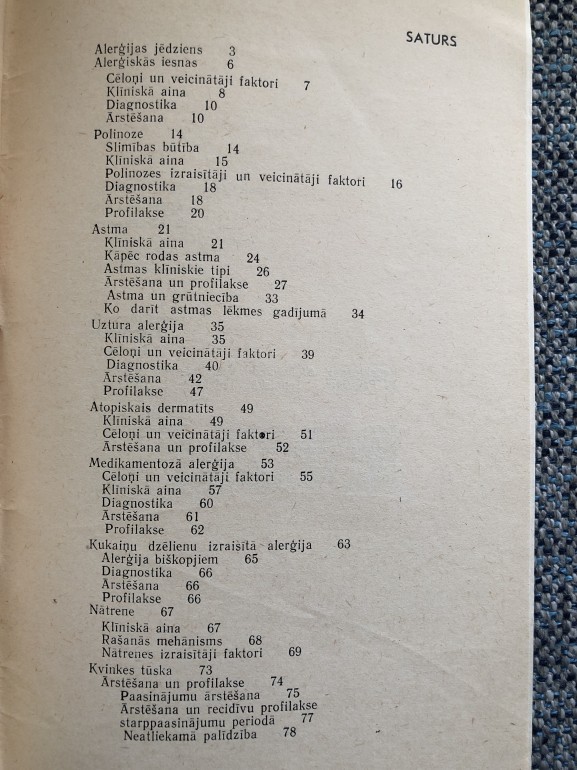 SATURS
Alerģijas jēdziens 3
Alerģiskās iesnas 6
Cēloņi un veicinātāji faktori 7
Klīniskā aina 8
Diagnostika 10
Ārstēšana 10
Polinoze 14
Slimības būtība 14
Klīniskā aina 15
Polinozes izraisītāji un veicinātāji faktori 16
Diagnostika 18
Ārstēšana 18
Profilakse 20
Astma 21
Klīniskā aina 21
Kāpēc rodas astma 24
Astmas klīniskie tipi 26
Ārstēšana un profilakse 27
Astma un grūtniecība 33
Ko darīt astmas lēkmes gadījumā 34
Uztura alerģija 35
Klīniskā aina 35
Cēloņi un veicinātāji faktori 39
Diagnostika 40
Ārstēšana 42
Profilakse 47
Atopiskais dermatīts 49
Klīniskā aina 49
Cēloņi un veicinātāji faktori 51
Ārstēšana un profilakse 52
Medikamentozā alerģija 53
Cēloņi un veicinātāji faktori 55
Klīniskā aina 57
Diagnostika 60
Ārstēšana 61
Profilakse 62
Kukaiņu dzēlienu izraisītā alerģija 63
Alerģija biškopjiem 65
Diagnostika 66
Ārstēšana 66
Profilakse 66
Nātrene 67
Klīniskā aina 67
Rašanās mehānisms 68
Nātrenes izraisītāji faktori 69
Kvinkes tūska 73
Ārstēšana un profilakse 74
Paasinājumu ārstēšana 75
Ārstēšana un recidīvu profilakse
starppaasinājumu periodā 77
Neatliekamā palīdzība 78